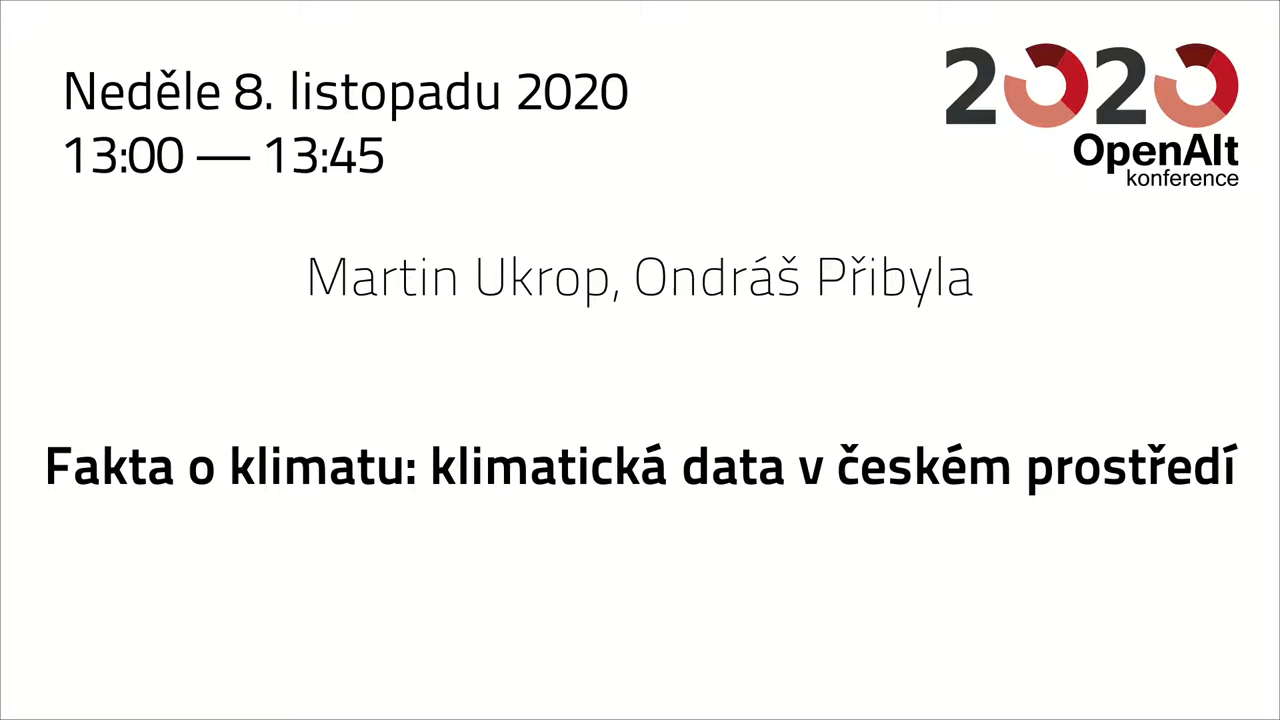 Neděle 8. listopadu 2020
13:00 — 13:45
2020
OpenAlt
konference
Martin Ukrop, Ondráš Přibyla
Fakta o klimatu: klimatická data v českém prostředí